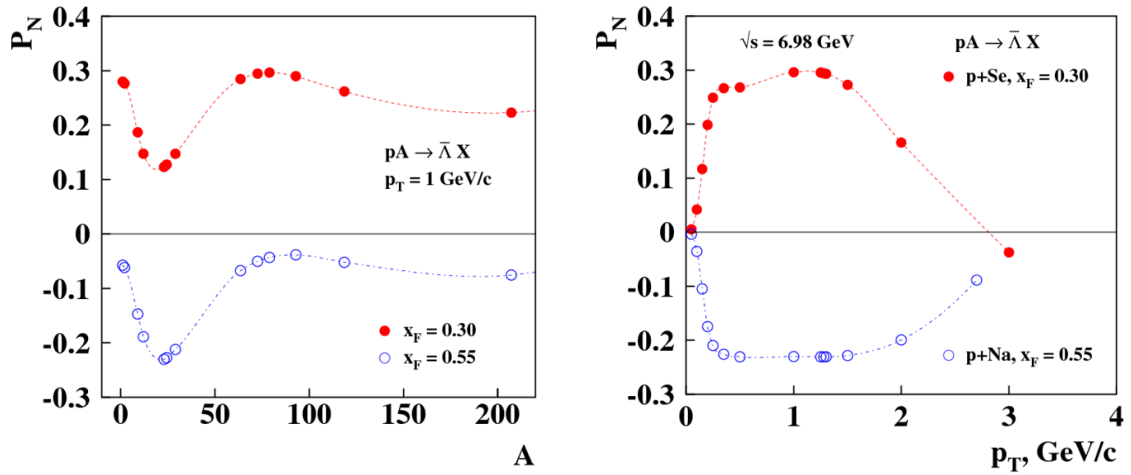 P_N
0.4
0.3
0.2
0.1
0
-0.1
-0.2
-0.3
pA → Λ̄ X
p_T = 1 GeV/c
x_F = 0.30
x_F = 0.55
0 50 100 150 200
A
P_N
0.4
0.3
0.2
0.1
0
-0.1
-0.2
-0.3
√s = 6.98 GeV pA → Λ̄ X
p+Se, x_F = 0.30
p+Na, x_F = 0.55
0 1 2 3 4
p_T, GeV/c